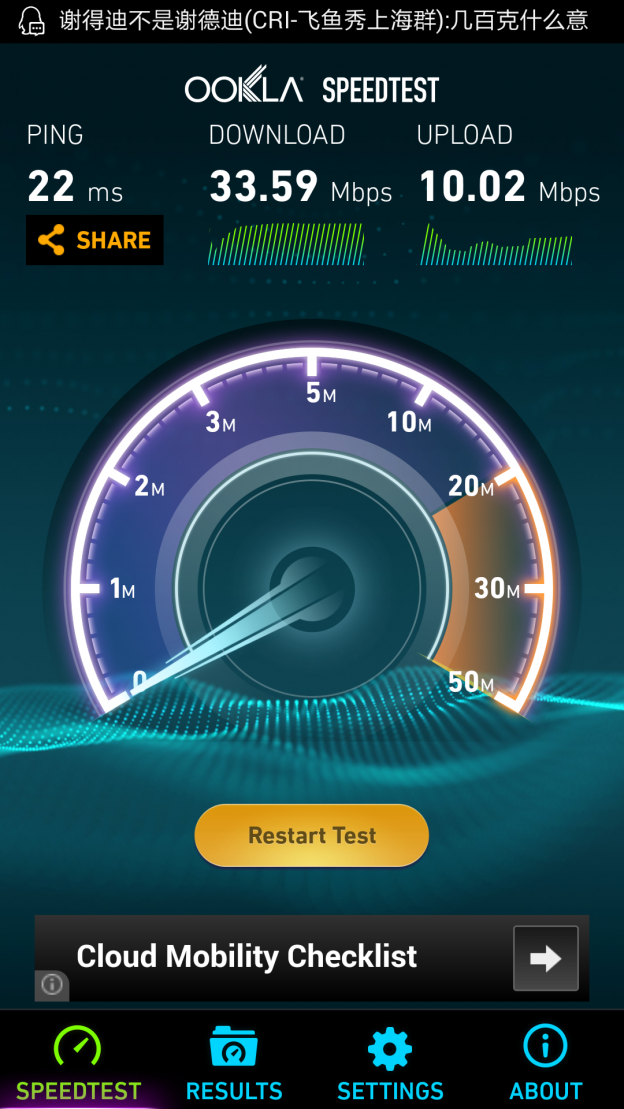 谢得迪不是谢德迪(CRI-飞鱼秀上海群):几百克什么意
OOKLA SPEEDTEST
PING DOWNLOAD UPLOAD
22 ms 33.59 Mbps 10.02 Mbps
SHARE
5M
3M 10M
2M 20M
1M 30M
0 50M
Restart Test
Cloud Mobility Checklist
SPEEDTEST RESULTS SETTINGS ABOUT